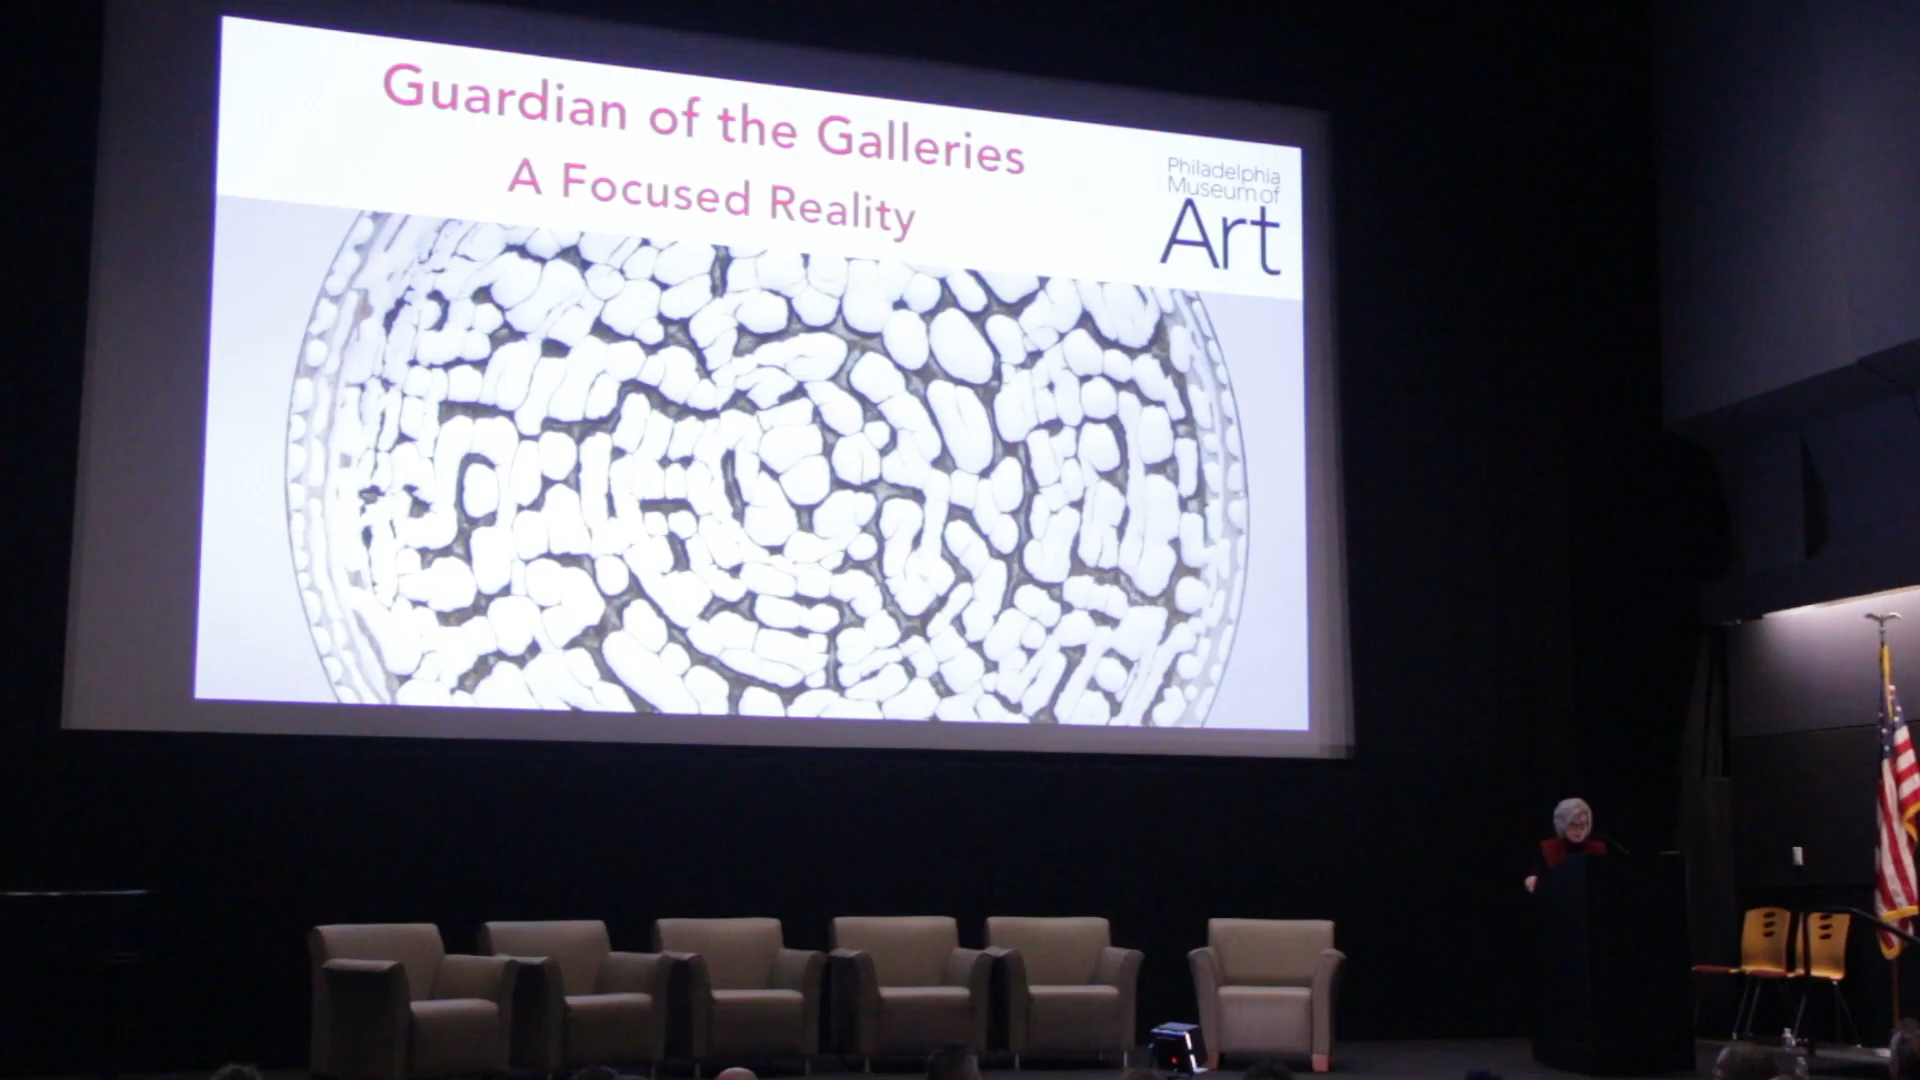 Guardian of the Galleries
A Focused Reality
Philadelphia
Museum of
Art